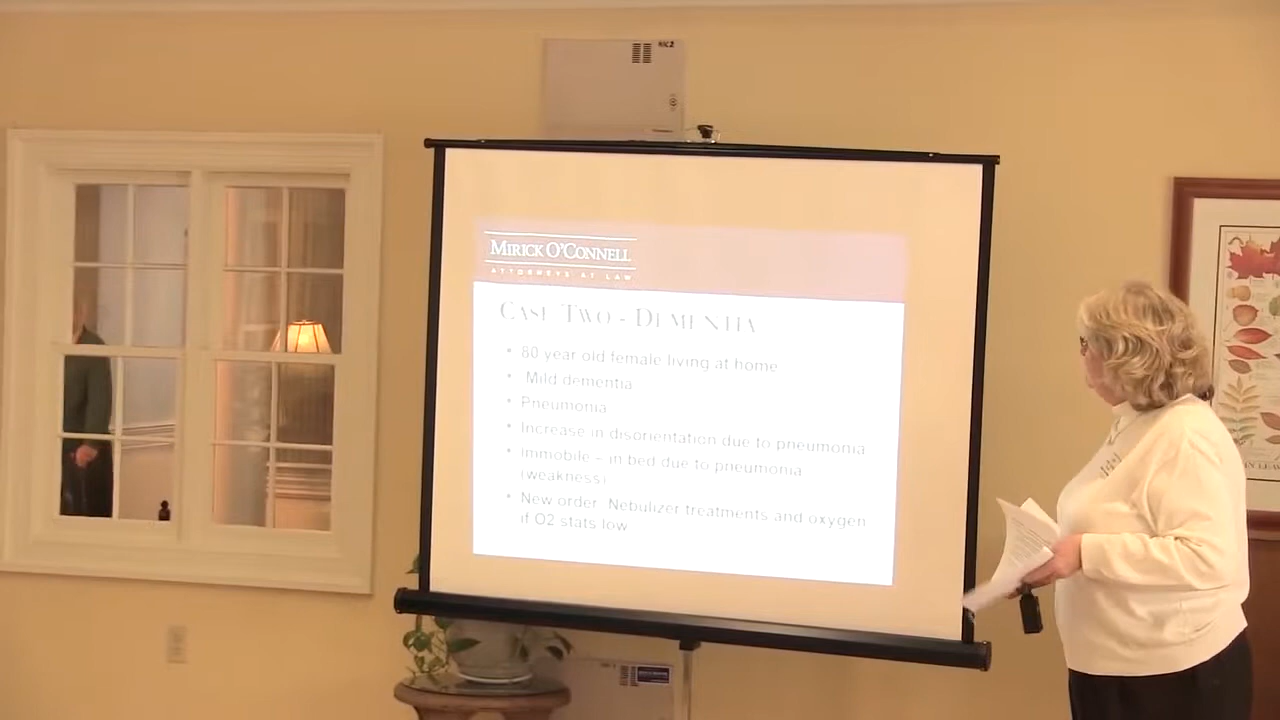 MIRICK O'CONNELL
ATTORNEYS AT LAW
CASE TWO - DEMENTIA
• 80 year old female living at home
• Mild dementia
• Pneumonia
• Increase in disorientation due to pneumonia
• Immobile – in bed due to pneumonia
(weakness)
• New order: Nebulizer treatments and oxygen
if O2 stats low